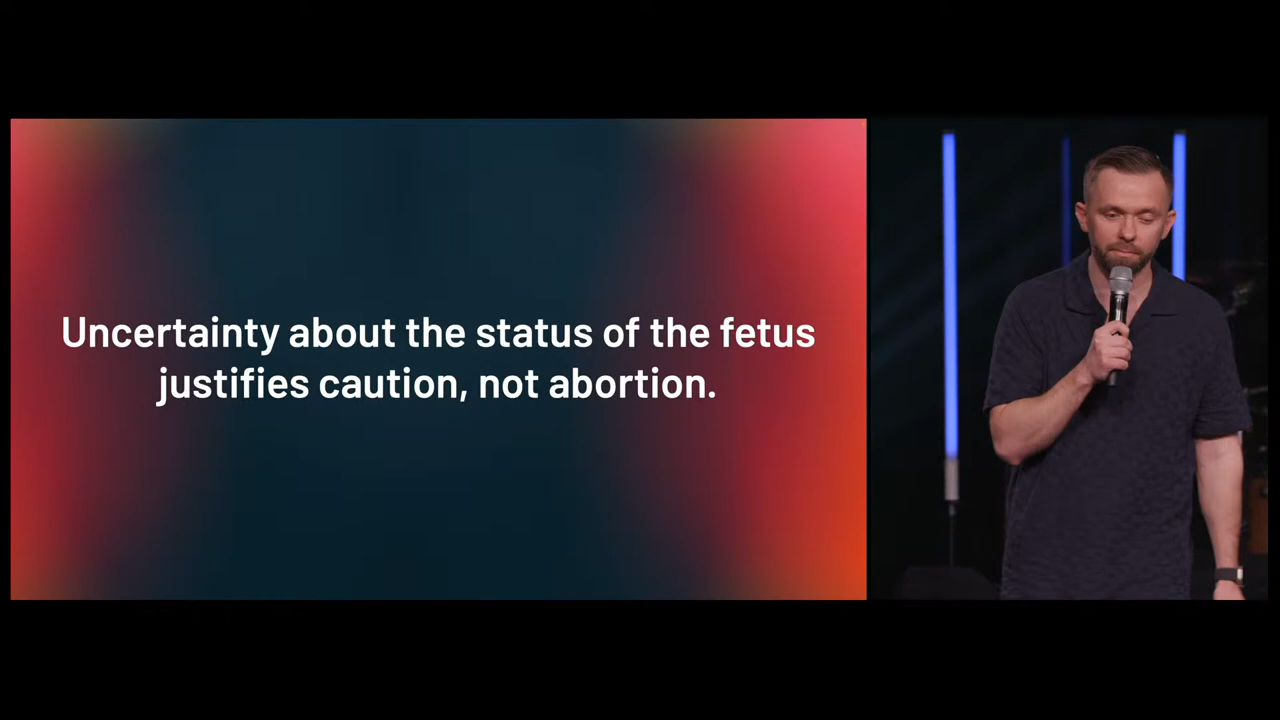 Uncertainty about the status of the fetus
justifies caution, not abortion.